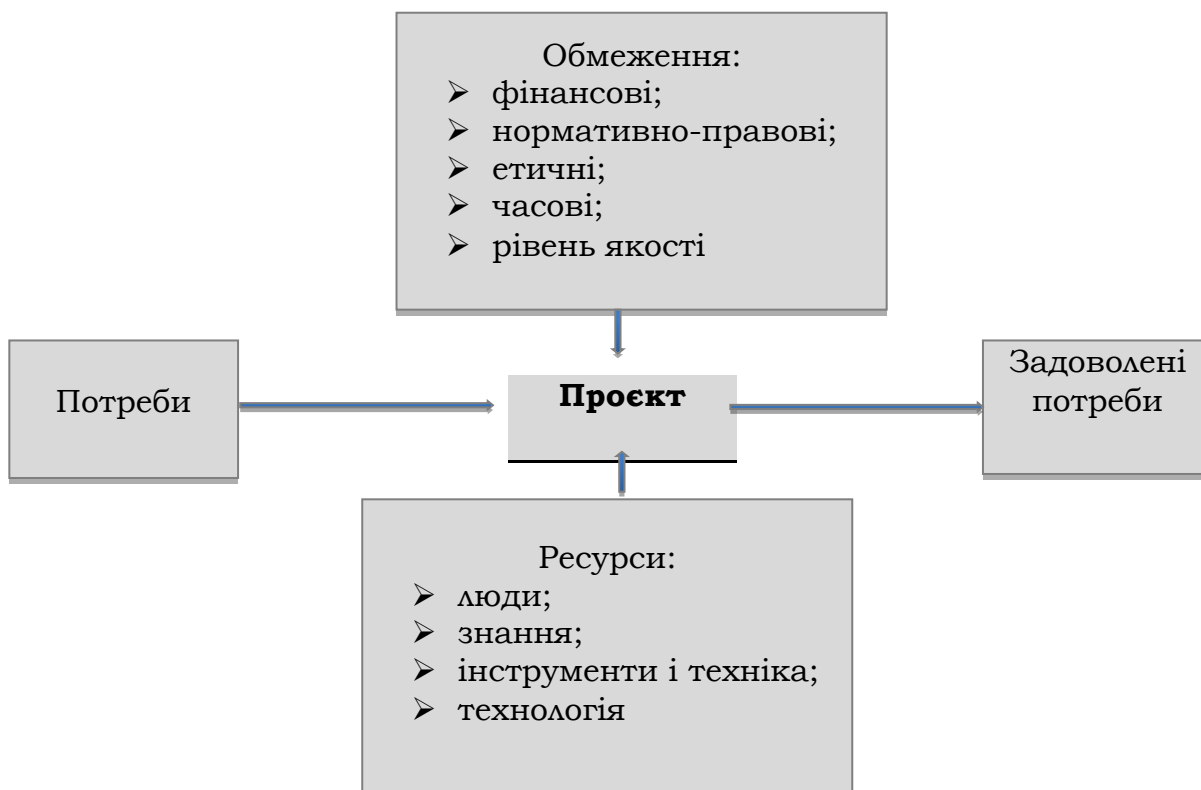 Обмеження:
➢ фінансові;
➢ нормативно-правові;
➢ етичні;
➢ часові;
➢ рівень якості
Потреби
Проєкт
Задоволені
потреби
Ресурси:
➢ люди;
➢ знання;
➢ інструменти і техніка;
➢ технологія